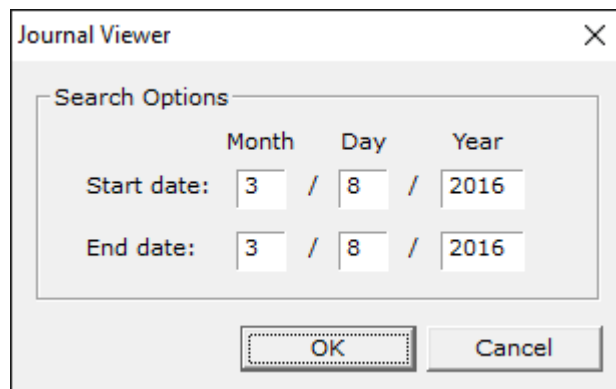 Journal Viewer
Search Options
Month Day Year
Start date: 3 / 8 / 2016
End date: 3 / 8 / 2016
OK Cancel